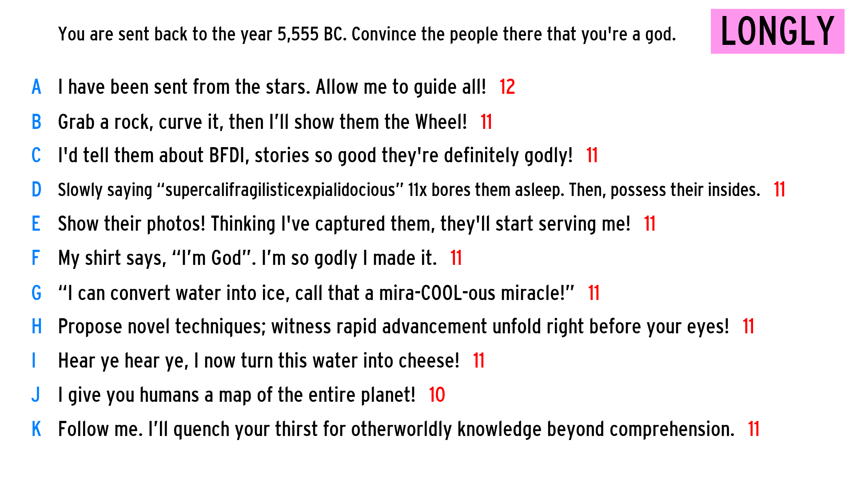 You are sent back to the year 5,555 BC. Convince the people there that you're a god.
LONGLY
A I have been sent from the stars. Allow me to guide all! 12
B Grab a rock, curve it, then I’ll show them the Wheel! 11
C I'd tell them about BFDI, stories so good they're definitely godly! 11
D Slowly saying “supercalifragilisticexpialidocious” 11x bores them asleep. Then, possess their insides. 11
E Show their photos! Thinking I've captured them, they'll start serving me! 11
F My shirt says, “I’m God”. I’m so godly I made it. 11
G “I can convert water into ice, call that a mira-COOL-ous miracle!” 11
H Propose novel techniques; witness rapid advancement unfold right before your eyes! 11
I Hear ye hear ye, I now turn this water into cheese! 11
J I give you humans a map of the entire planet! 10
K Follow me. I’ll quench your thirst for otherworldly knowledge beyond comprehension. 11